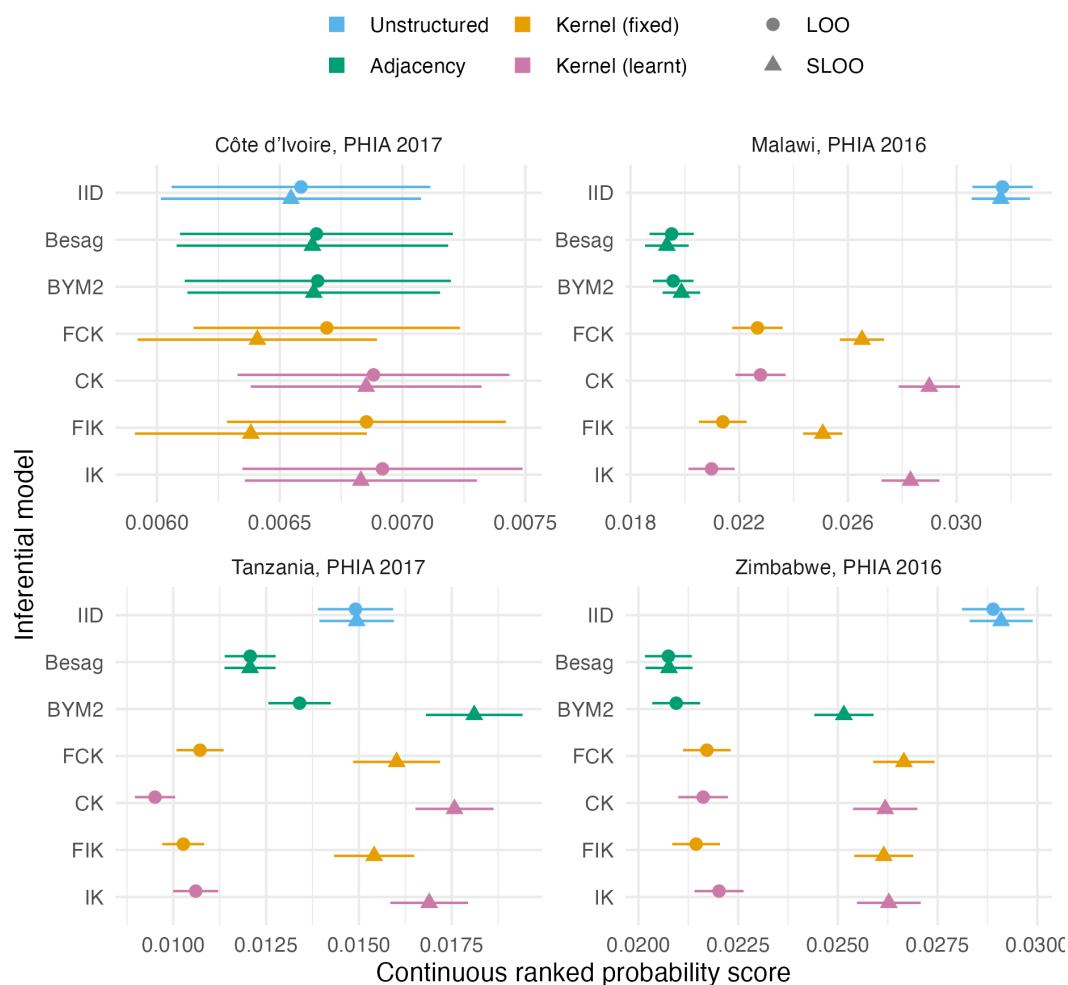 Unstructured Kernel (fixed) LOO
Adjacency Kernel (learnt) SLOO
Côte d'Ivoire, PHIA 2017 Malawi, PHIA 2016
IID IID
Besag Besag
BYM2 BYM2
FCK FCK
CK CK
FIK FIK
IK IK
0.0060 0.0065 0.0070 0.0075 0.018 0.022 0.026 0.030
Tanzania, PHIA 2017 Zimbabwe, PHIA 2016
IID IID
Besag Besag
BYM2 BYM2
FCK FCK
CK CK
FIK FIK
IK IK
0.0100 0.0125 0.0150 0.0175 0.0200 0.0225 0.0250 0.0275 0.0300
Inferential model
Continuous ranked probability score